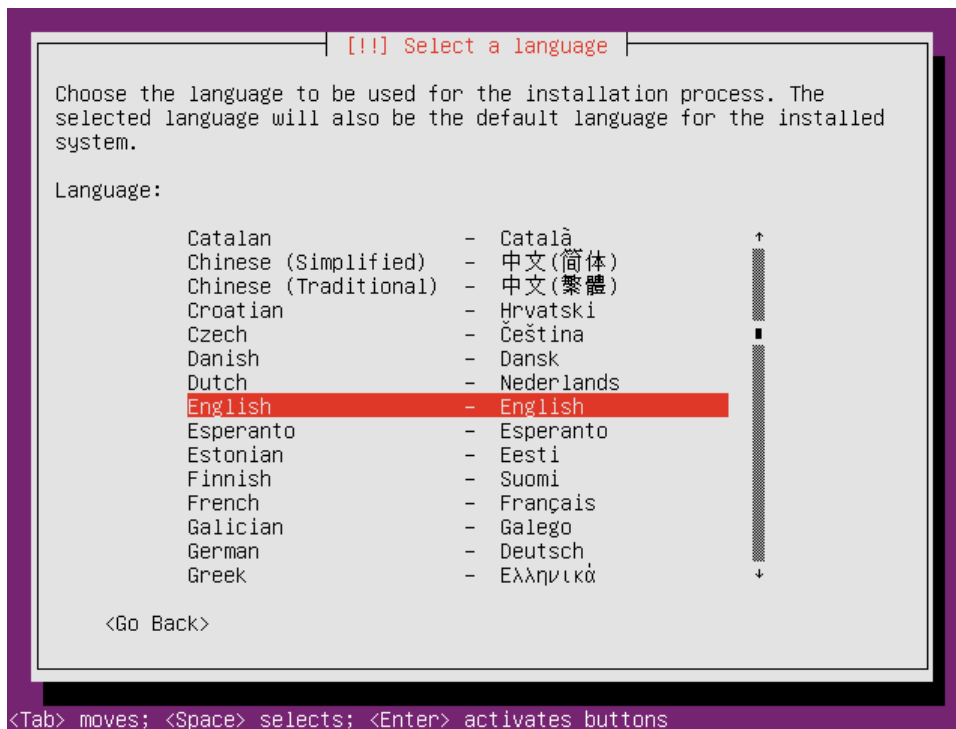 [!!] Select a language
Choose the language to be used for the installation process. The
selected language will also be the default language for the installed
system.
Language:
Catalan - Català
Chinese (Simplified) - 中文(简体)
Chinese (Traditional) - 中文(繁體)
Croatian - Hrvatski
Czech - Čeština
Danish - Dansk
Dutch - Nederlands
English - English
Esperanto - Esperanto
Estonian - Eesti
Finnish - Suomi
French - Français
Galician - Galego
German - Deutsch
Greek - Ελληνικά
<Go Back>
<Tab> moves; <Space> selects; <Enter> activates buttons